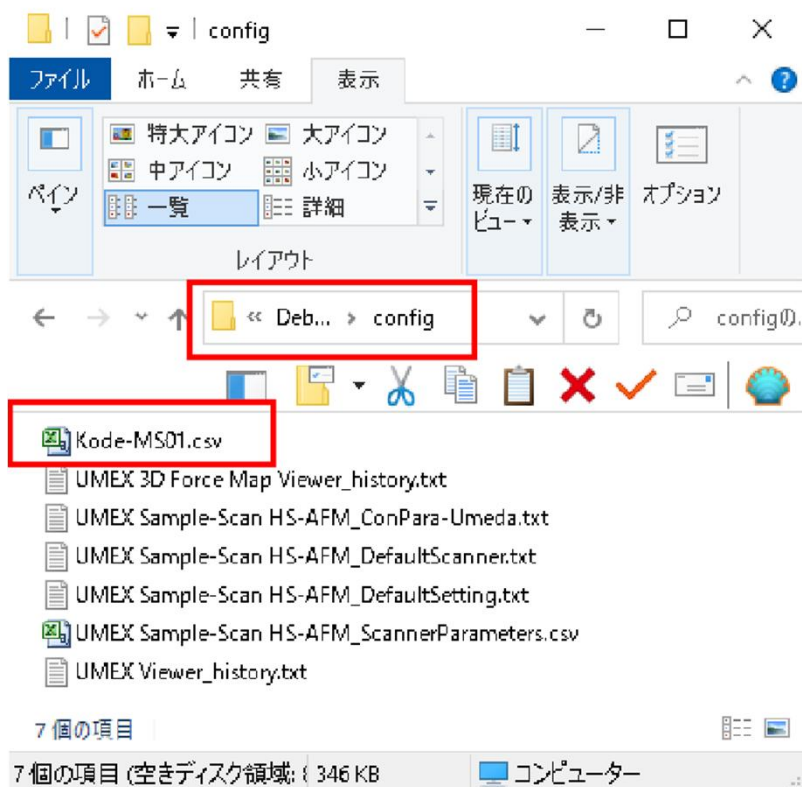 config
ファイル ホーム 共有 表示
特大アイコン 大アイコン
中アイコン 小アイコン
一覧 詳細
ペイン
現在のビュー
表示/非表示
オプション
レイアウト
« Deb... › config
configの
Kode-MS01.csv
UMEX 3D Force Map Viewer_history.txt
UMEX Sample-Scan HS-AFM_ConPara-Umeda.txt
UMEX Sample-Scan HS-AFM_DefaultScanner.txt
UMEX Sample-Scan HS-AFM_DefaultSetting.txt
UMEX Sample-Scan HS-AFM_ScannerParameters.csv
UMEX Viewer_history.txt
7 個の項目
7 個の項目 (空きディスク領域: 346 KB コンピューター